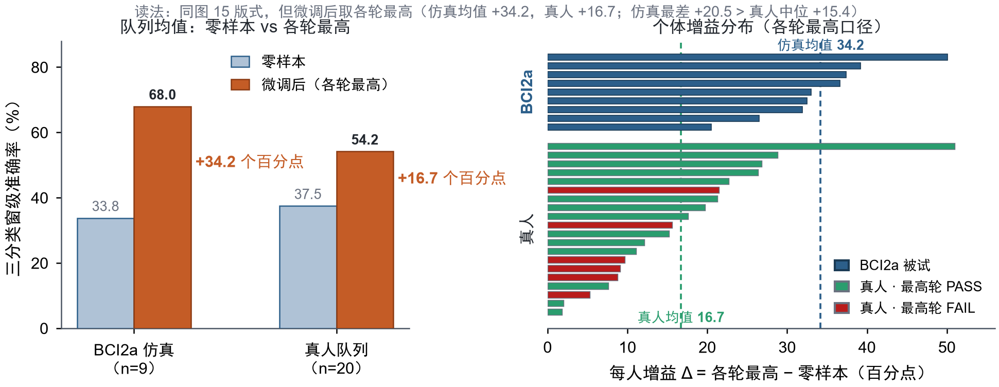 读法：同图 15 版式，但微调后取各轮最高（仿真均值 +34.2，真人 +16.7；仿真最差 +20.5 > 真人中位 +15.4）
队列均值：零样本 vs 各轮最高
三分类窗级准确率（%）
80
60
40
20
0
零样本
微调后（各轮最高）
33.8
68.0
+34.2 个百分点
37.5
54.2
+16.7 个百分点
BCI2a 仿真
（n=9）
真人队列
（n=20）
个体增益分布（各轮最高口径）
仿真均值 34.2
BCI2a
真人
真人均值 16.7
BCI2a 被试
真人 · 最高轮 PASS
真人 · 最高轮 FAIL
0
10
20
30
40
50
每人增益 Δ = 各轮最高 − 零样本（百分点）